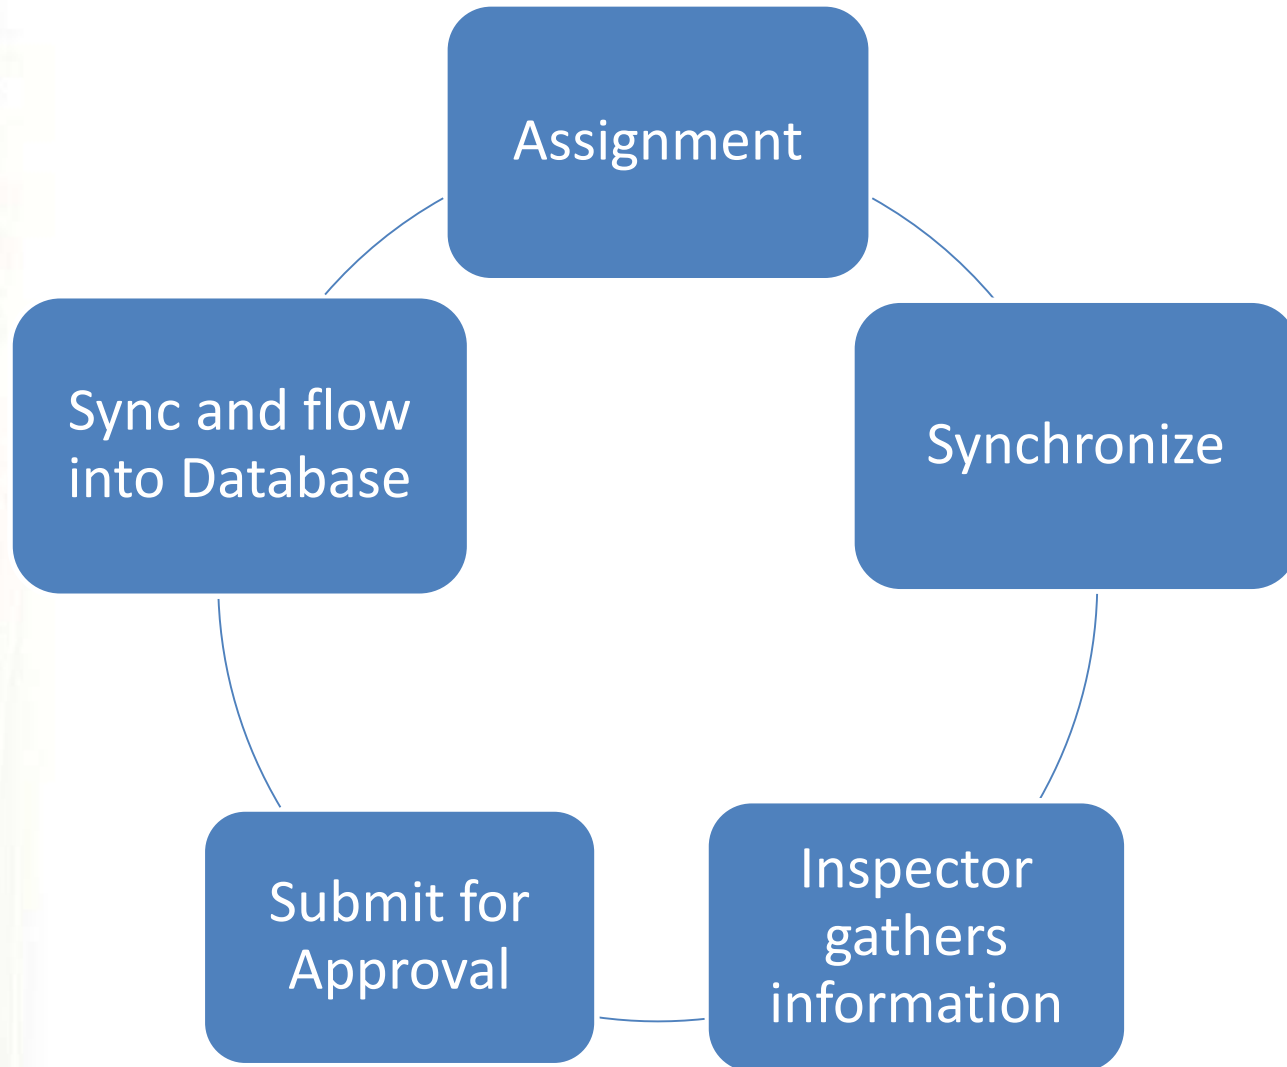 Assignment
Synchronize
Inspector
gathers
information
Submit for
Approval
Sync and flow
into Database